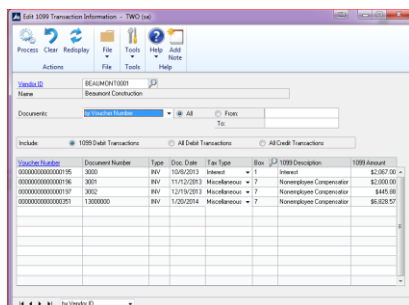 Edit 1099 Transaction Information - TWO (sa)
Process Clear Redisplay File Tools Help Add Note
Actions File Tools Help
Vendor ID BEAUMONT0001
Name Beaumont Construction
Documents: by Voucher Number All From:
To:
Include: 1099 Debit Transactions All Debit Transactions All Credit Transactions
Voucher Number Document Number Type Doc. Date Tax Type Box 1099 Description 1099 Amount
00000000000000195 3000 INV 10/8/2013 Interest 1 Interest $2,067.00
00000000000000196 3001 INV 11/12/2013 Miscellaneous 7 Nonemployee Compensation $2,000.00
00000000000000197 3002 INV 12/19/2013 Miscellaneous 7 Nonemployee Compensation $445.88
00000000000000351 13000000 INV 1/20/2014 Miscellaneous 7 Nonemployee Compensation $6,828.57
by Vendor ID